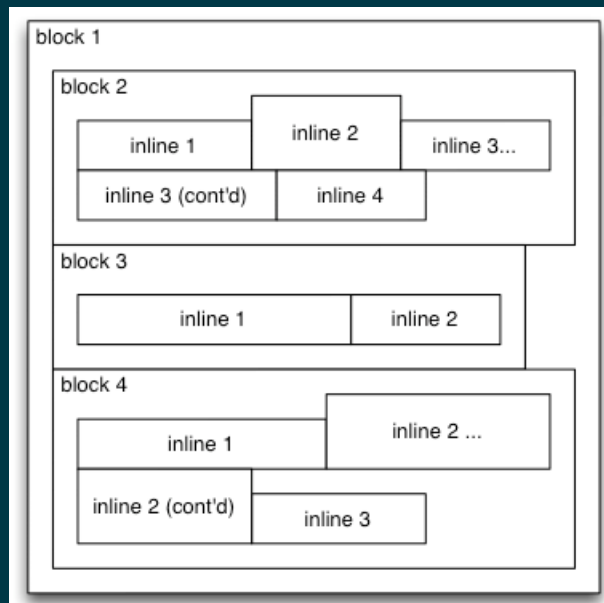 block 1
block 2
inline 1
inline 2
inline 3...
inline 3 (cont'd)
inline 4
block 3
inline 1
inline 2
block 4
inline 1
inline 2 ...
inline 2 (cont'd)
inline 3